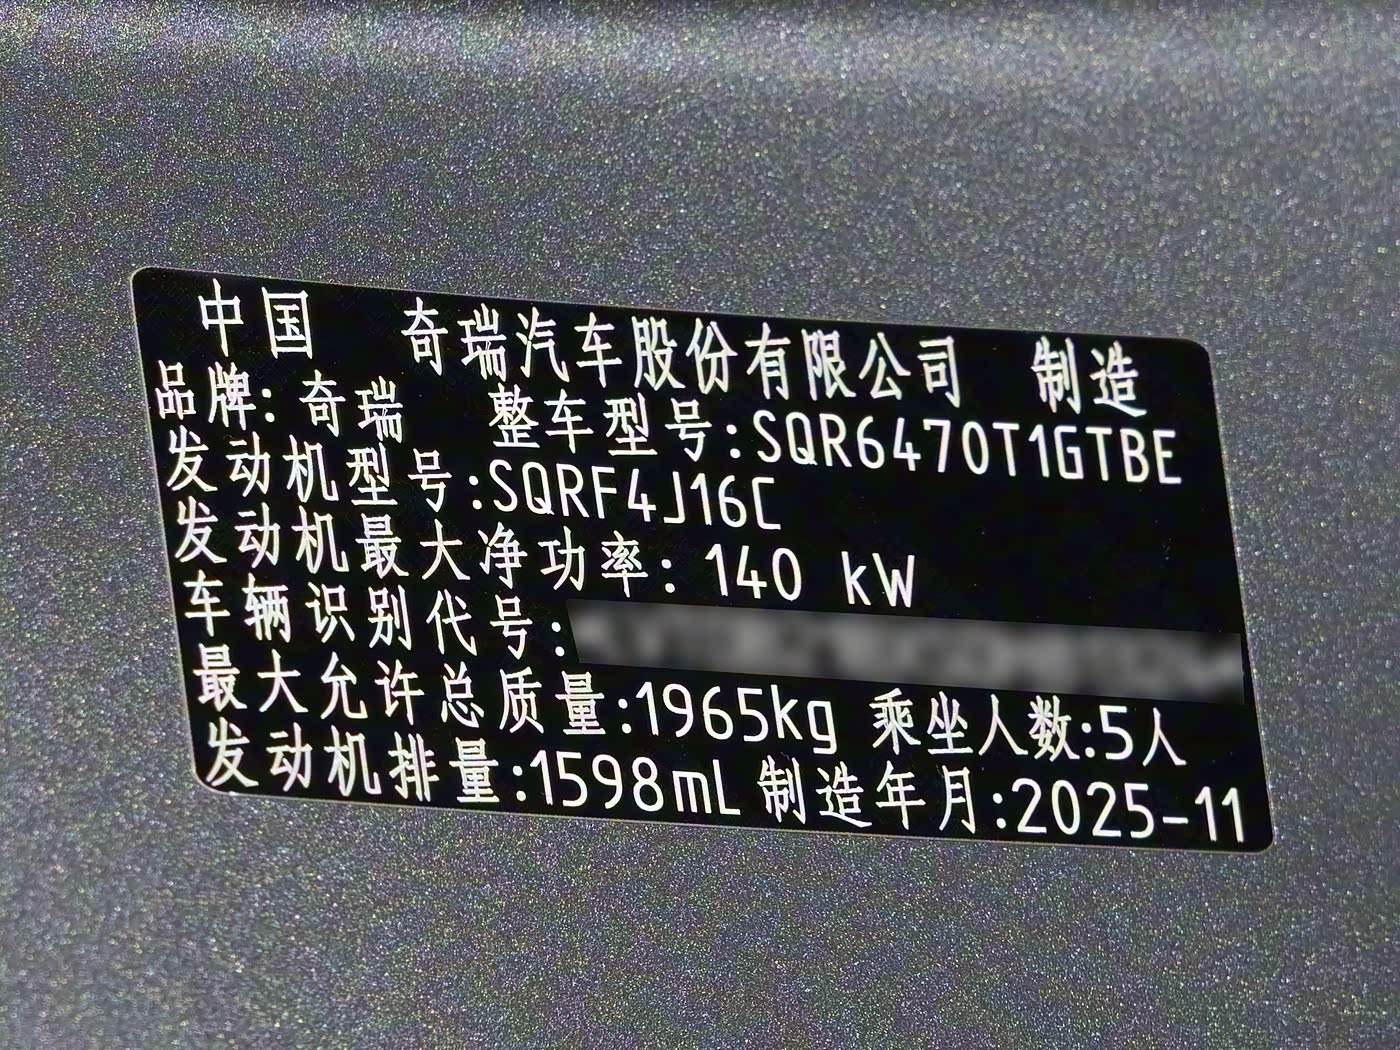 中国 奇瑞汽车股份有限公司 制造
品牌:奇瑞 整车型号:SQR6470T1GTBE
发动机型号:SQRF4J16C
发动机最大净功率:140 kW
车辆识别代号:
最大允许总质量:1965kg 乘坐人数:5人
发动机排量:1598mL 制造年月:2025-11